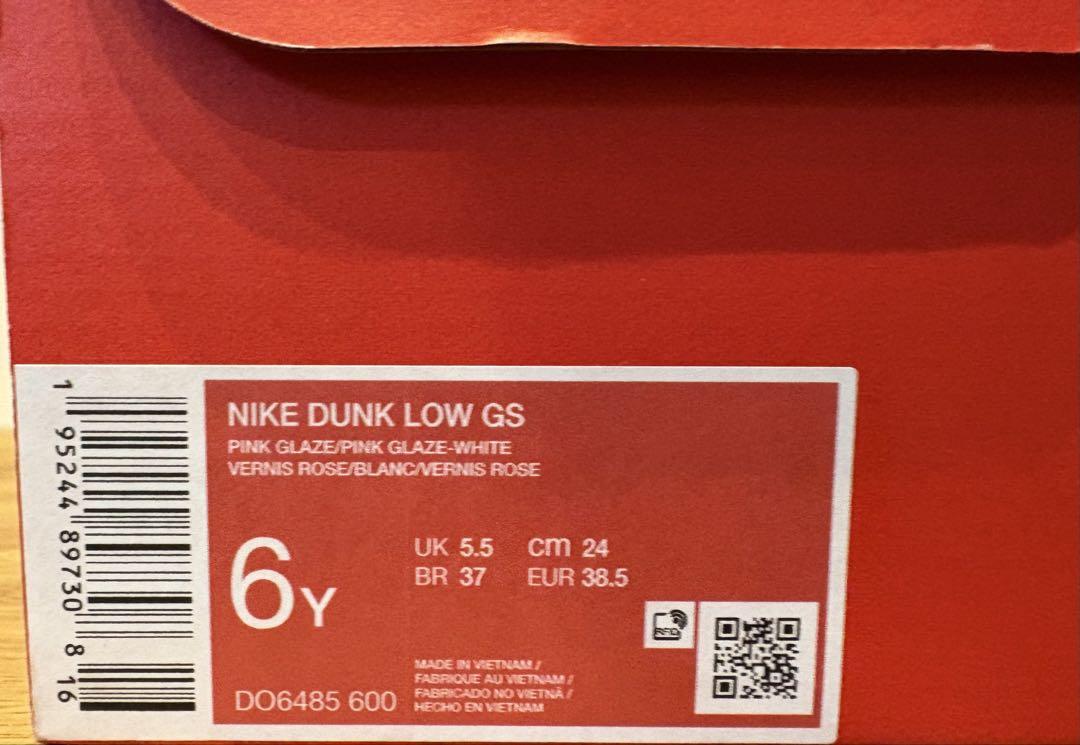 NIKE DUNK LOW GS
PINK GLAZE/PINK GLAZE-WHITE
VERNIS ROSE/BLANC/VERNIS ROSE
6Y
UK 5.5 cm 24
BR 37 EUR 38.5
RFID
MADE IN VIETNAM /
FABRIQUE AU VIETNAM /
FABRICADO NO VIETNÃ /
HECHO EN VIETNAM
DO6485 600
1 95244 89730 8 16